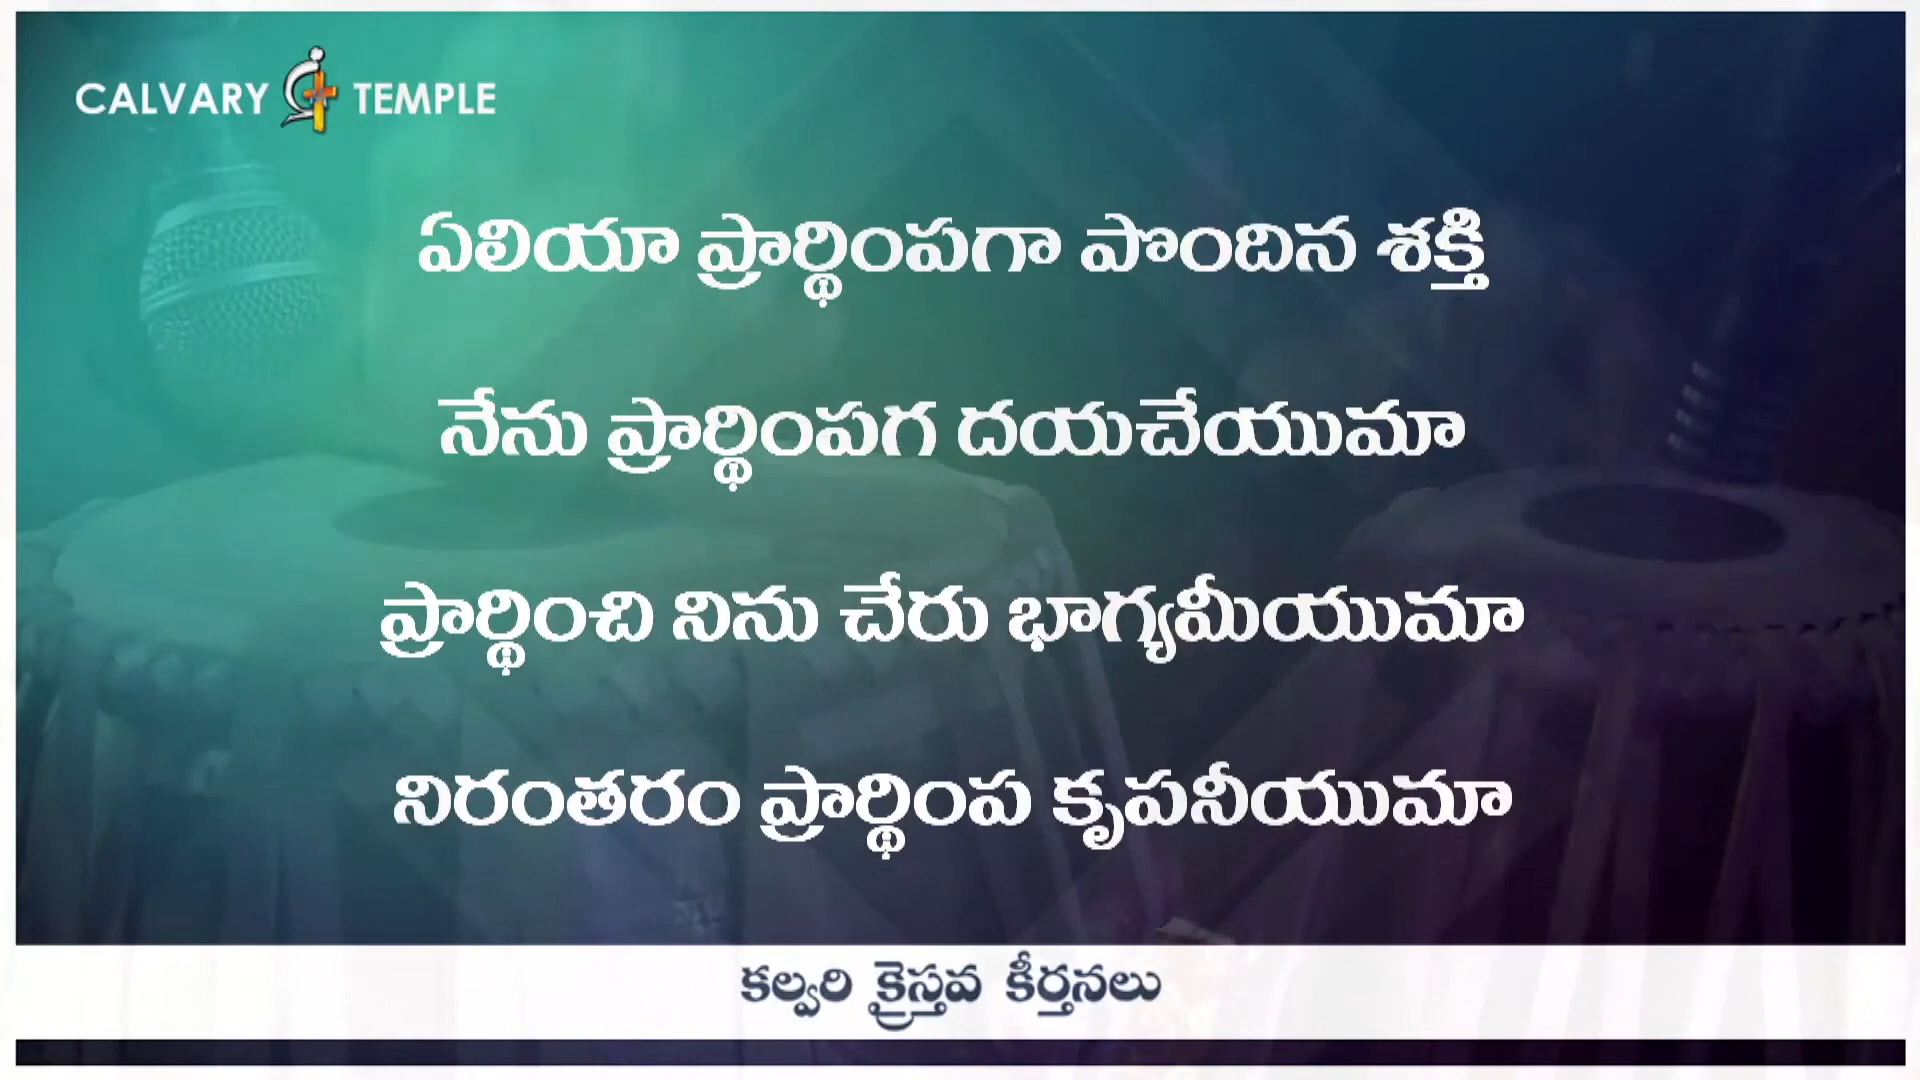 CALVARY TEMPLE
ఏలియా ప్రార్థింపగా పొందిన శక్తి
నేను ప్రార్థింపగ దయచేయుమా
ప్రార్థించి నిను చేరు భాగ్యమీయుమా
నిరంతరం ప్రార్థింప కృపనీయుమా
కల్వరి క్రైస్తవ కీర్తనలు